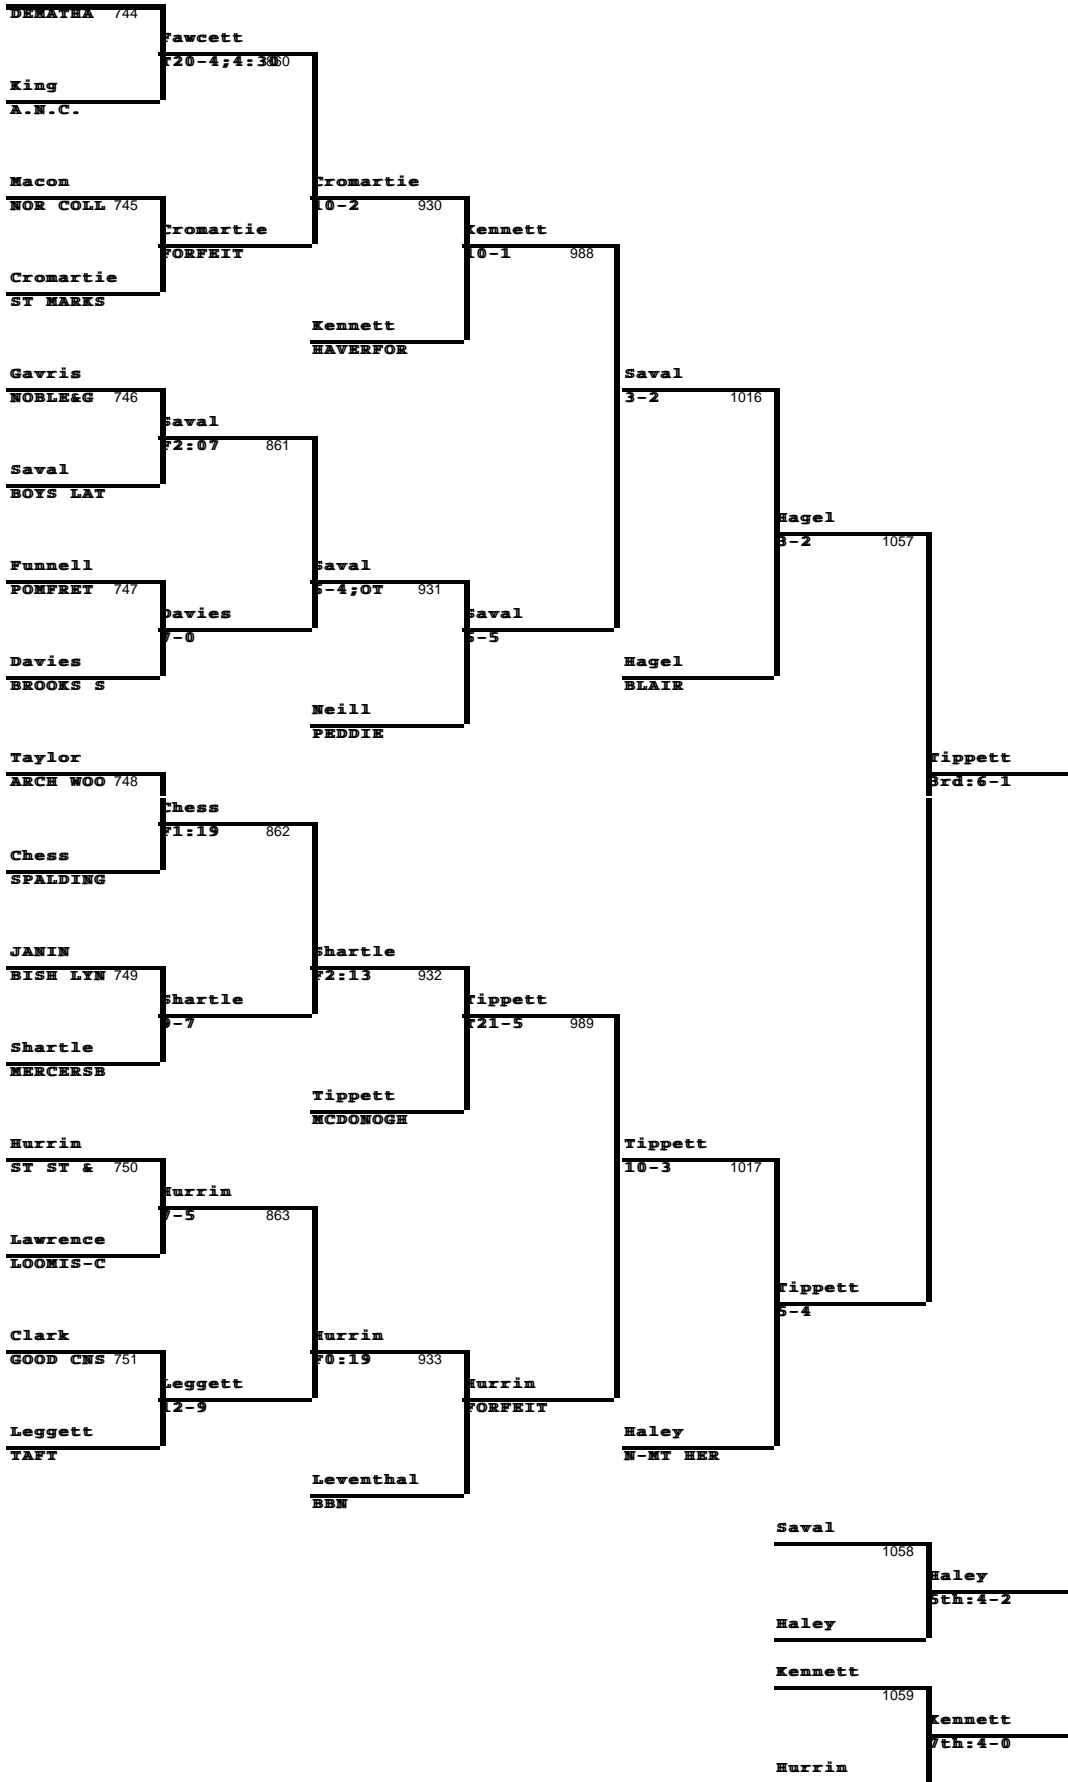 DEMATHA 744
Fawcett
T20-4;4:30 860
King
A.N.C.
Macon
NOR COLL 745
Cromartie
10-2 930
Cromartie
FORFEIT
Kennett
10-1 988
Cromartie
ST MARKS
Kennett
HAVERFOR
Gavris
NOBLE&G 746
Saval
3-2 1016
Saval
F2:07 861
Saval
BOYS LAT
Hagel
3-2 1057
Funnell
POMFRET 747
Saval
6-4;OT 931
Davies
7-0
Saval
6-5
Davies
BROOKS S
Hagel
BLAIR
Neill
PEDDIE
Taylor
ARCH WOO 748
Tippett
3rd:6-1
Chess
F1:19 862
Chess
SPALDING
JANIN
BISH LYN 749
Shartle
F2:13 932
Shartle
9-7
Tippett
T21-5 989
Shartle
MERCERSB
Tippett
MCDONOGH
Hurrin
ST ST & 750
Tippett
10-3 1017
Hurrin
7-5 863
Lawrence
LOOMIS-C
Tippett
5-4
Clark
GOOD CNS 751
Hurrin
F0:19 933
Leggett
12-9
Hurrin
FORFEIT
Leggett
TAFT
Haley
N-MT HER
Leventhal
BBN
Saval
1058
Haley
5th:4-2
Haley
Kennett
1059
Kennett
7th:4-0
Hurrin